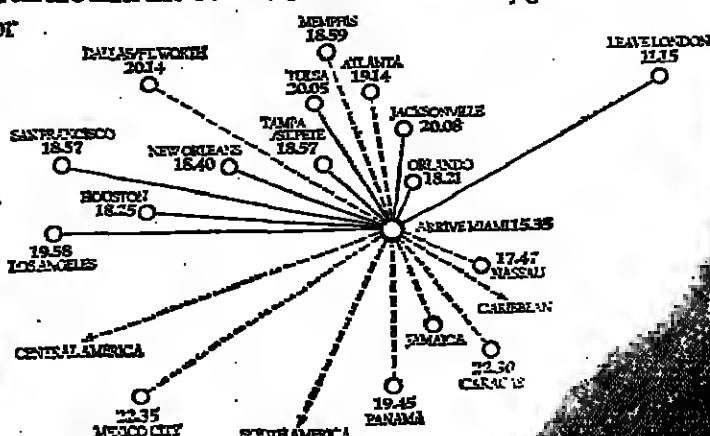 or
MEMPHIS
18.59
DALLAS/FT. WORTH
20.14
LEAVE LONDON
11.15
TULSA
20.05
ATLANTA
19.14
JACKSONVILLE
20.08
SAN FRANCISCO
18.57
NEW ORLEANS
18.40
TAMPA
/ST.PETE
18.57
ORLANDO
18.21
HOUSTON
18.25
ARRIVE MIAMI 15.35
19.58
LOS ANGELES
17.47
NASSAU
CARIBBEAN
CENTRAL AMERICA
JAMAICA
22.30
CARACAS
22.35
MEXICO CITY
SOUTH AMERICA
19.45
PANAMA